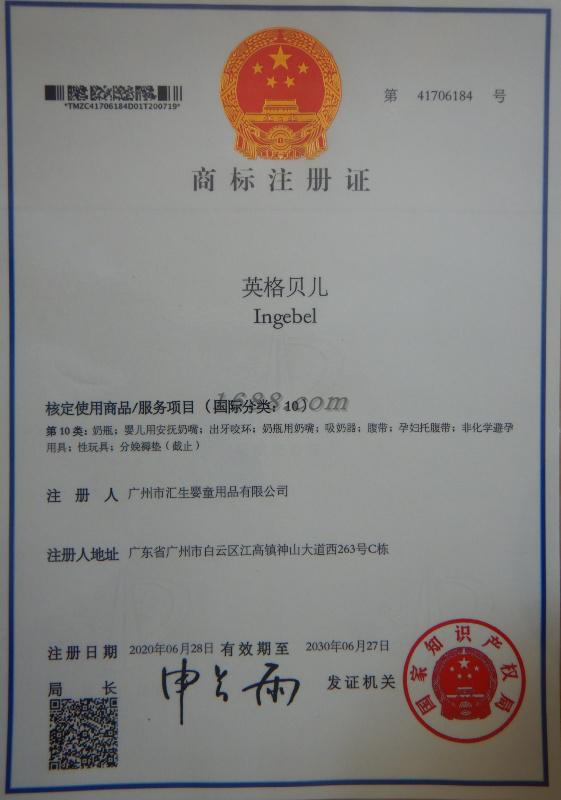 *TMZC41706184D01T200719*
第 41706184 号
商标注册证
英格贝儿
Ingebel
核定使用商品/服务项目（国际分类：10）
1688.com
第10类：奶瓶；婴儿用安抚奶嘴；出牙咬环；奶瓶用奶嘴；吸奶器；腹带；孕妇托腹带；非化学避孕
用具；性玩具；分娩褥垫（截止）
注册人 广州市汇生婴童用品有限公司
注册人地址 广东省广州市白云区江高镇神山大道西263号C栋
注册日期 2020年06月28日 有效期至 2030年06月27日
局长 申长雨 发证机关
国家知识产权局